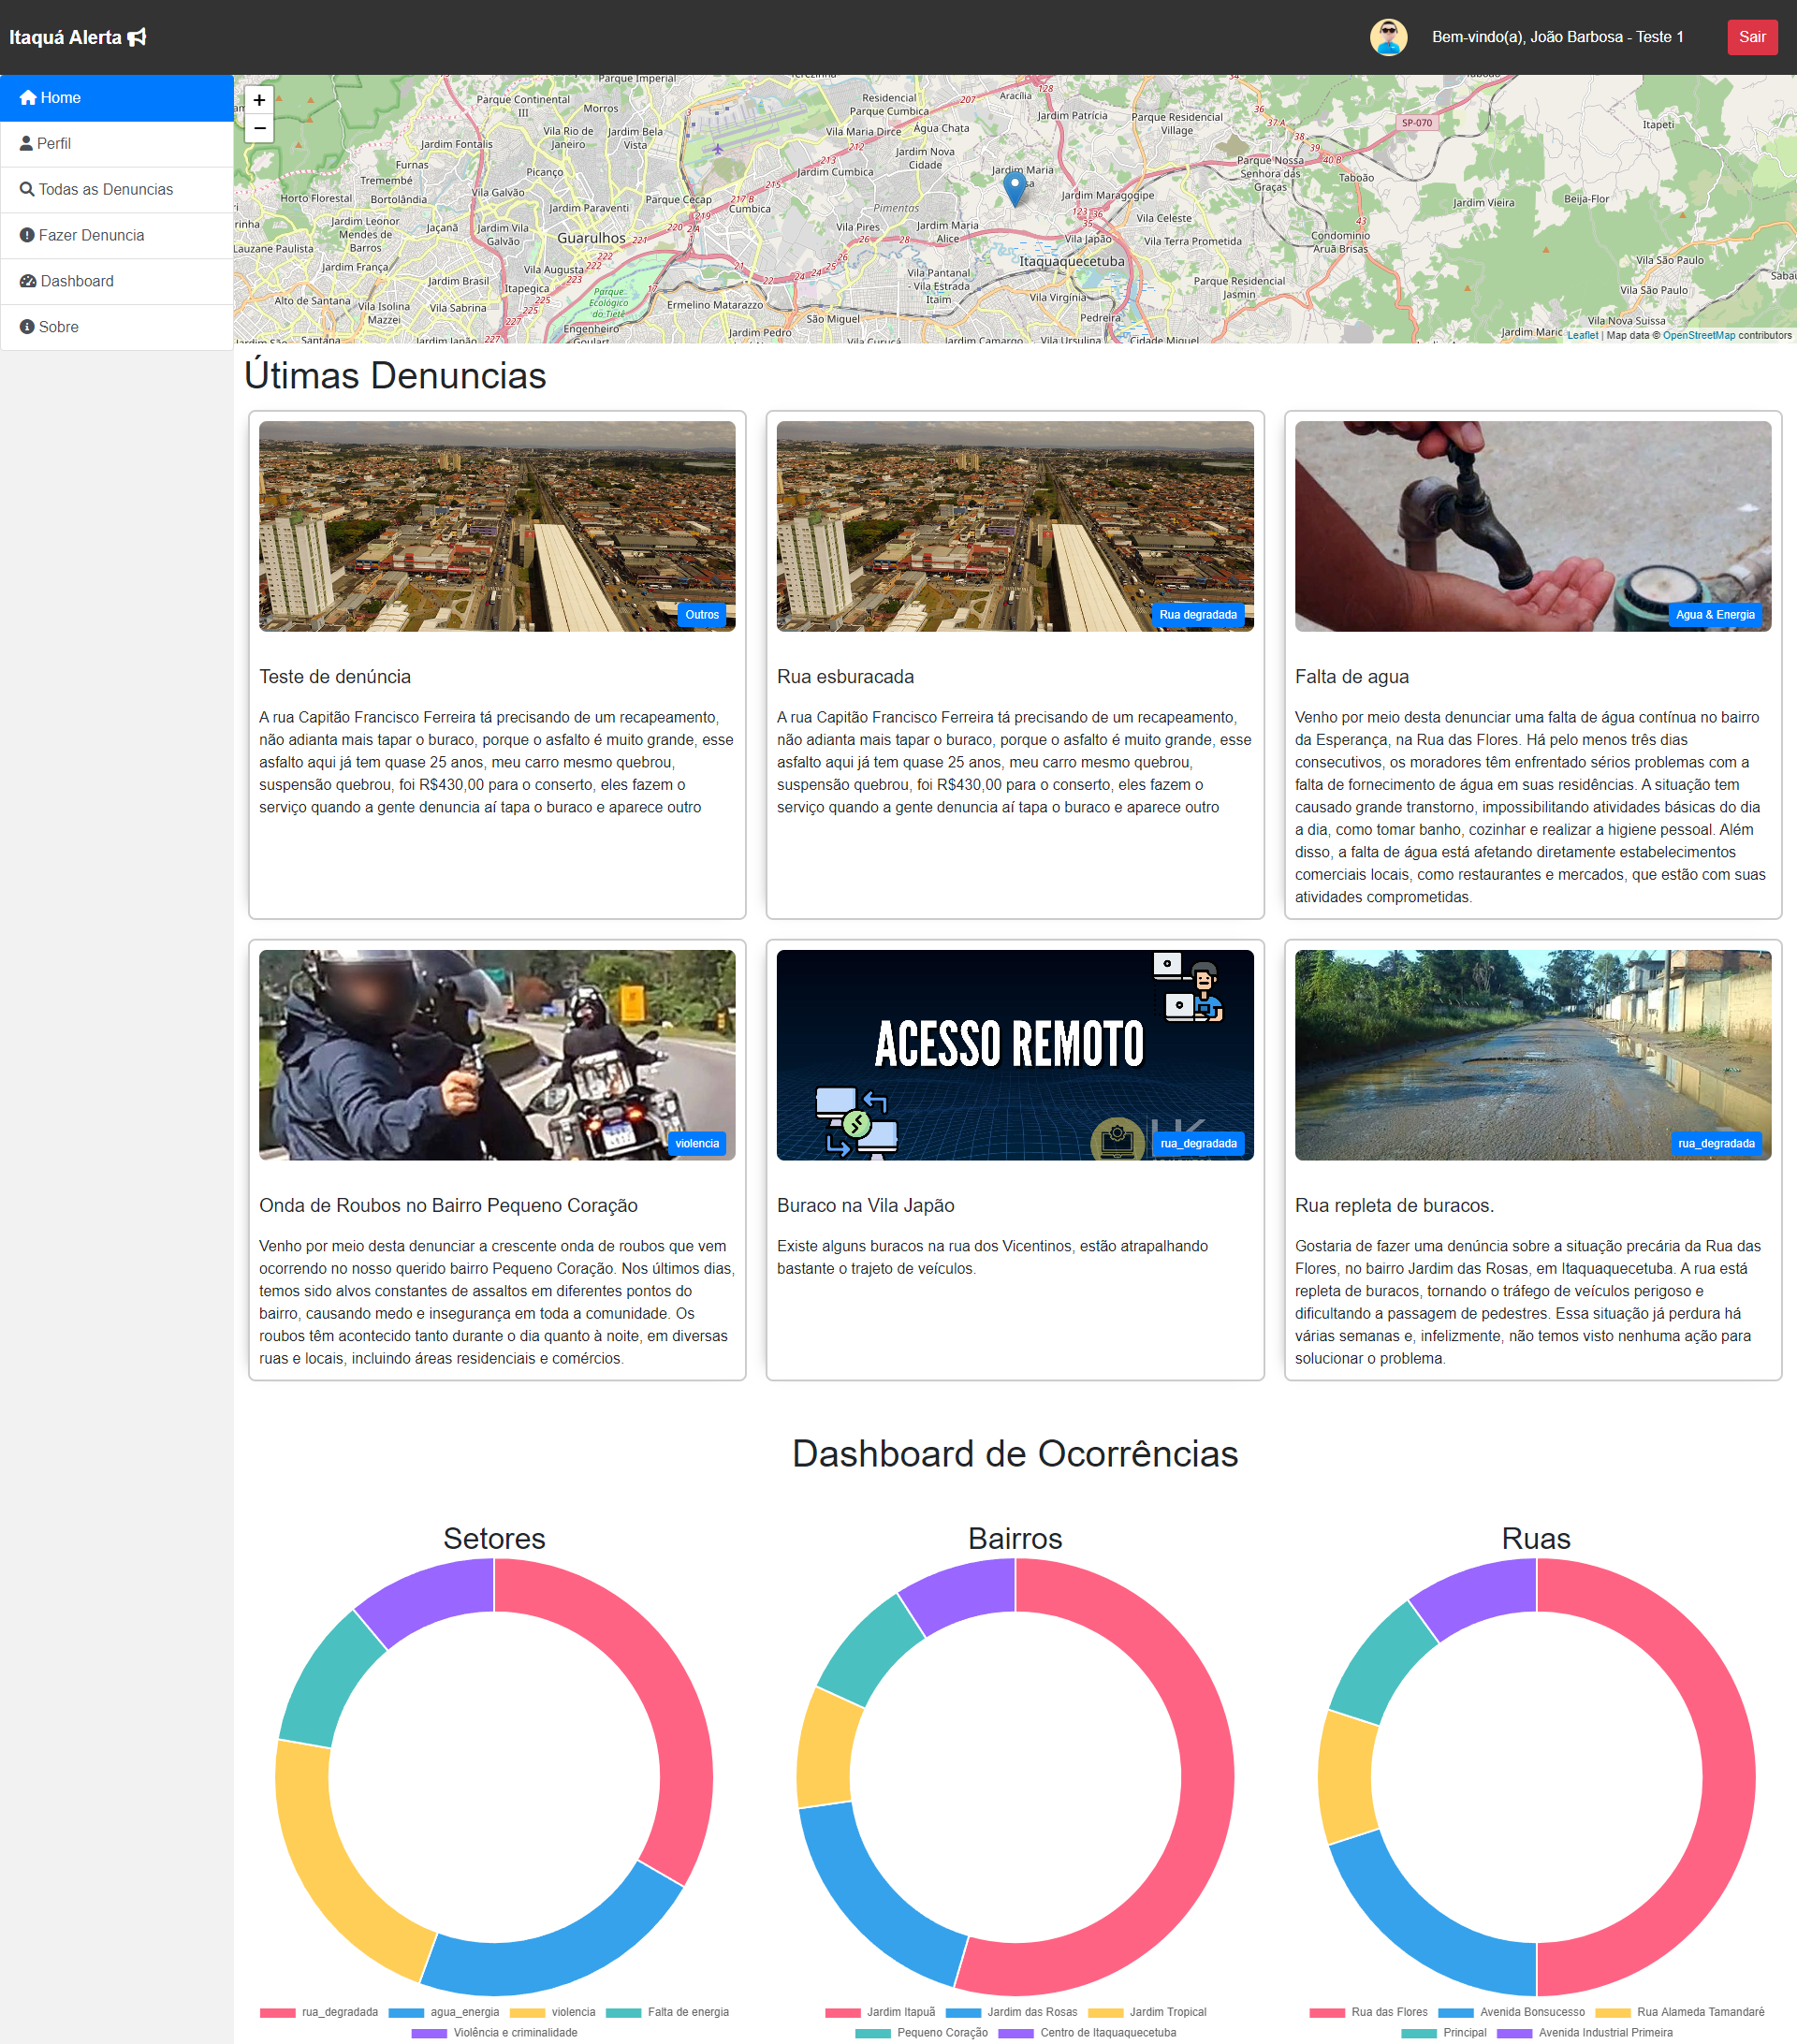 Itaquá Alerta
Bem-vindo(a), João Barbosa - Teste 1
Sair
Home
Perfil
Todas as Denuncias
Fazer Denuncia
Dashboard
Sobre
+
−
Parque Imperial
Parque Continental
III
Morros
Vila Rio de
Janeiro
Jardim Bela
Vista
Jardim Fontalis
Furnas
Tremembé
Picanço
Vila Galvão
Horto Florestal
Bortolândia
Jardim Paraventi
Parque Cecap
Cumbica
Jardim Leonor
Mendes de
Barros
Jaçanã
Jardim Vila
Galvão
Guarulhos
Lauzane Paulista
Jardim França
Vila Augusta
Jardim Brasil
Itapegica
Alto de Santana
Vila Isolina
Mazzei
Vila Sabrina
Parque
Ecológico
do Tietê
Engenheiro
Goulart
Ermelino Matarazzo
Jardim Pedro
São Miguel
Residencial
Parque Cumbica
Vila Maria Dirce
Água Chata
Aracília
Jardim Patrícia
Parque Residencial
Village
Jardim Nova
Cidade
Jardim Cumbica
Jardim Maria
Pimentas
Vila Pires
Jardim Maria
Alice
Jardim Maragogipe
Vila Celeste
Vila Japão
Vila Terra Prometida
Itaquaquecetuba
Vila Pantanal
- Vila Estrada
Itaim
Vila Virgínia
Parque Residencial
Jasmin
Pedreira
Jardim Camargo
Vila Ursulina
Cidade Miguel
Parque Nossa
Senhora das
Graças
Taboão
SP-070
Itapeti
Beija-Flor
Jardim Vieira
Condominio
Aruã Brisas
Vila São Paulo
Vila São Paulo
Vila Nova Suissa
Leaflet | Map data © OpenStreetMap contributors
Útimas Denuncias
Outros
Teste de denúncia
A rua Capitão Francisco Ferreira tá precisando de um recapeamento,
não adianta mais tapar o buraco, porque o asfalto é muito grande, esse
asfalto aqui já tem quase 25 anos, meu carro mesmo quebrou,
suspensão quebrou, foi R$430,00 para o conserto, eles fazem o
serviço quando a gente denuncia aí tapa o buraco e aparece outro
Rua degradada
Rua esburacada
A rua Capitão Francisco Ferreira tá precisando de um recapeamento,
não adianta mais tapar o buraco, porque o asfalto é muito grande, esse
asfalto aqui já tem quase 25 anos, meu carro mesmo quebrou,
suspensão quebrou, foi R$430,00 para o conserto, eles fazem o
serviço quando a gente denuncia aí tapa o buraco e aparece outro
Agua & Energia
Falta de agua
Venho por meio desta denunciar uma falta de água contínua no bairro
da Esperança, na Rua das Flores. Há pelo menos três dias
consecutivos, os moradores têm enfrentado sérios problemas com a
falta de fornecimento de água em suas residências. A situação tem
causado grande transtorno, impossibilitando atividades básicas do dia
a dia, como tomar banho, cozinhar e realizar a higiene pessoal. Além
disso, a falta de água está afetando diretamente estabelecimentos
comerciais locais, como restaurantes e mercados, que estão com suas
atividades comprometidas.
violencia
Onda de Roubos no Bairro Pequeno Coração
Venho por meio desta denunciar a crescente onda de roubos que vem
ocorrendo no nosso querido bairro Pequeno Coração. Nos últimos dias,
temos sido alvos constantes de assaltos em diferentes pontos do
bairro, causando medo e insegurança em toda a comunidade. Os
roubos têm acontecido tanto durante o dia quanto à noite, em diversas
ruas e locais, incluindo áreas residenciais e comércios.
ACESSO REMOTO
rua_degradada
Buraco na Vila Japão
Existe alguns buracos na rua dos Vicentinos, estão atrapalhando
bastante o trajeto de veículos.
rua_degradada
Rua repleta de buracos.
Gostaria de fazer uma denúncia sobre a situação precária da Rua das
Flores, no bairro Jardim das Rosas, em Itaquaquecetuba. A rua está
repleta de buracos, tornando o tráfego de veículos perigoso e
dificultando a passagem de pedestres. Essa situação já perdura há
várias semanas e, infelizmente, não temos visto nenhuma ação para
solucionar o problema.
Dashboard de Ocorrências
Setores
rua_degradada
agua_energia
violencia
Falta de energia
Violência e criminalidade
Bairros
Jardim Itapuã
Jardim das Rosas
Jardim Tropical
Pequeno Coração
Centro de Itaquaquecetuba
Ruas
Rua das Flores
Avenida Bonsucesso
Rua Alameda Tamandaré
Principal
Avenida Industrial Primeira